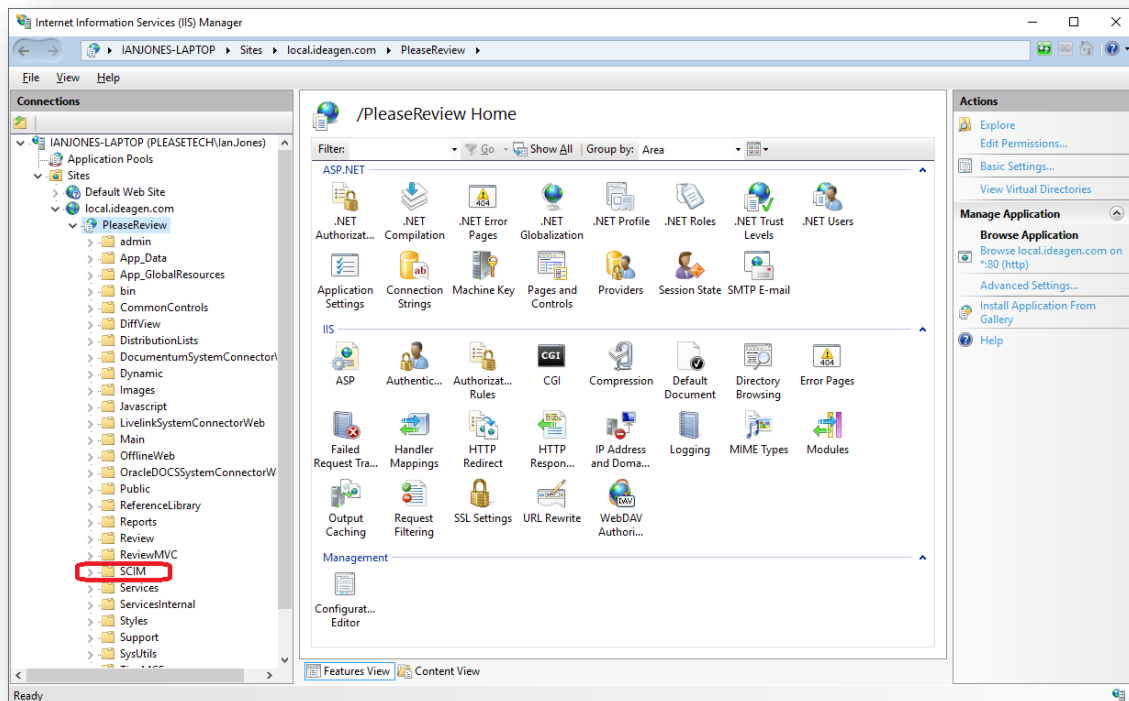 Internet Information Services (IIS) Manager
IANJONES-LAPTOP Sites local.ideagen.com PleaseReview
File View Help
Connections
IANJONES-LAPTOP (PLEASETECH\Ian.Jones)
Application Pools
Sites
Default Web Site
local.ideagen.com
PleaseReview
admin
App_Data
App_GlobalResources
bin
CommonControls
DiffView
DistributionLists
DocumentumSystemConnectorV
Dynamic
Images
Javascript
LivelinkSystemConnectorWeb
Main
OfflineWeb
OracleDOCSSystemConnectorW
Public
ReferenceLibrary
Reports
Review
ReviewMVC
SCIM
Services
ServicesInternal
Styles
Support
SysUtils
/PleaseReview Home
Filter: Go Show All Group by: Area
ASP.NET
.NET .NET .NET Error .NET .NET Profile .NET Roles .NET Trust .NET Users
Authorizat... Compilation Pages Globalization Levels
Application Connection Machine Key Pages and Providers Session State SMTP E-mail
Settings Strings Controls
IIS
ASP Authentic... Authorizat... CGI Compression Default Directory Error Pages
Rules Document Browsing
Failed Handler HTTP HTTP IP Address Logging MIME Types Modules
Request Tra... Mappings Redirect Respon... and Doma...
Output Request SSL Settings URL Rewrite WebDAV
Caching Filtering Authori...
Management
Configurat...
Editor
Features View Content View
Actions
Explore
Edit Permissions...
Basic Settings...
View Virtual Directories
Manage Application
Browse Application
Browse local.ideagen.com on
*:80 (http)
Advanced Settings...
Install Application From
Gallery
Help
Ready